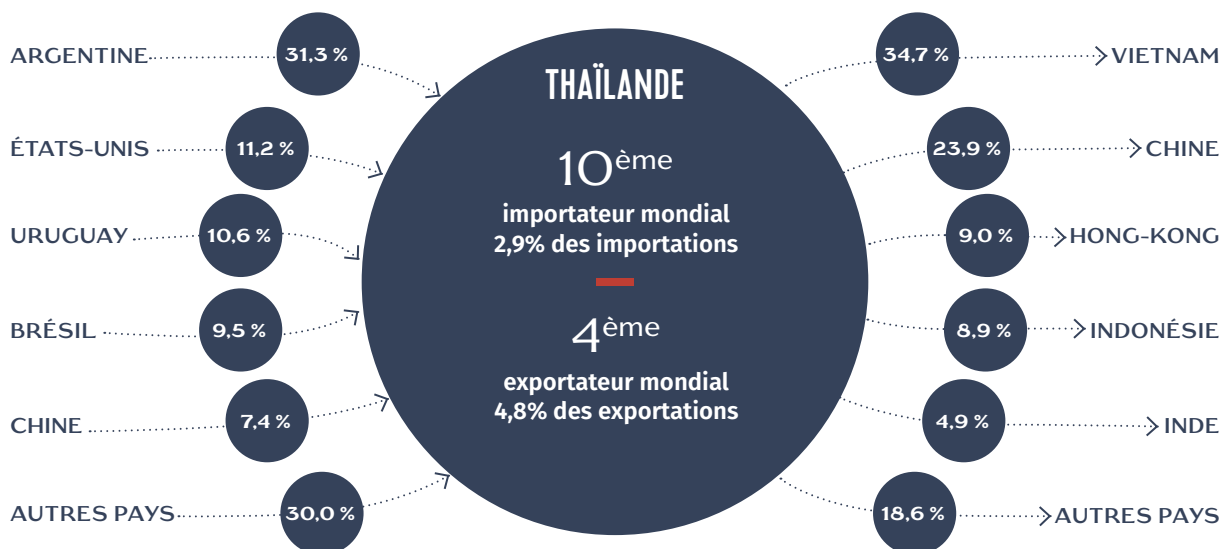 ARGENTINE
31,3 %
ÉTATS-UNIS
11,2 %
URUGUAY
10,6 %
BRÉSIL
9,5 %
CHINE
7,4 %
AUTRES PAYS
30,0 %
THAÏLANDE
10ème
importateur mondial
2,9% des importations
4ème
exportateur mondial
4,8% des exportations
34,7 %
VIETNAM
23,9 %
CHINE
9,0 %
HONG-KONG
8,9 %
INDONÉSIE
4,9 %
INDE
18,6 %
AUTRES PAYS